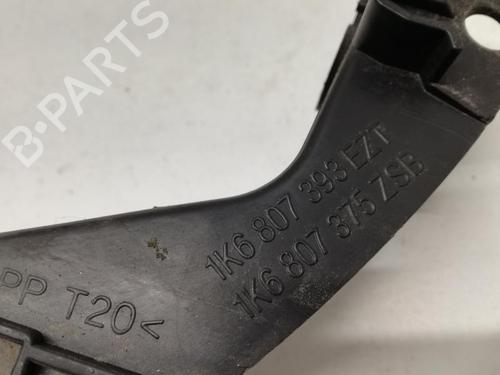 B-PARTS
1K6 807 393 EZT
1K6 807 375 ZSB
PP T20<